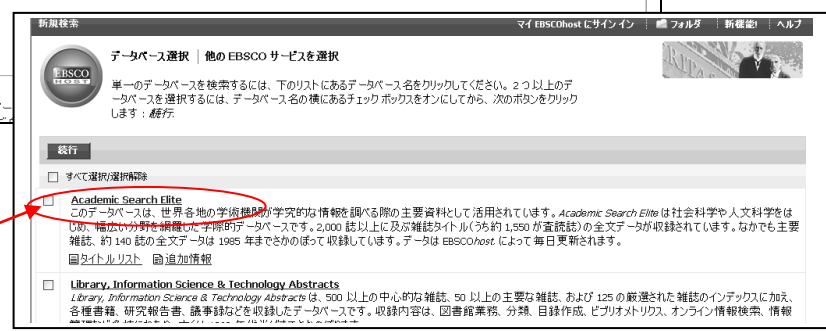 新規検索
マイ EBSCOhost にサイン イン フォルダ 新機能! ヘルプ
データベース選択 | 他の EBSCO サービスを選択
EBSCO
HOST
単一のデータベースを検索するには、下のリストにあるデータベース名をクリックしてください。2つ以上のデ
ータベースを選択するには、データベース名の横にあるチェック ボックスをオンにしてから、次のボタンをクリック
します : 続行.
続行
すべて選択/選択解除
Academic Search Elite
このデータベースは、世界各地の学術機関が学究的な情報を調べる際の主要資料として活用されています。Academic Search Elite は社会科学や人文科学をは
じめ、幅広い分野を網羅した学際的データベースです。2,000 誌以上に及ぶ雑誌タイトル(うち約 1,550 が査読誌)の全文データが収録されています。なかでも主要
雑誌、約 140 誌の全文データは 1985 年までさかのぼって収録しています。データは EBSCOhost. によって毎日更新されます。
タイトル リスト 追加情報
Library, Information Science & Technology Abstracts
Library, Information Science & Technology Abstracts は、500 以上の中心的な雑誌、50 以上の主要な雑誌、および 125 の厳選された雑誌のインデックスに加え、
各種書籍、研究報告書、議事録などを収録したデータベースです。収録内容は、図書館業務、分類、目録作成、ビブリオメトリクス、オンライン情報検索、情報